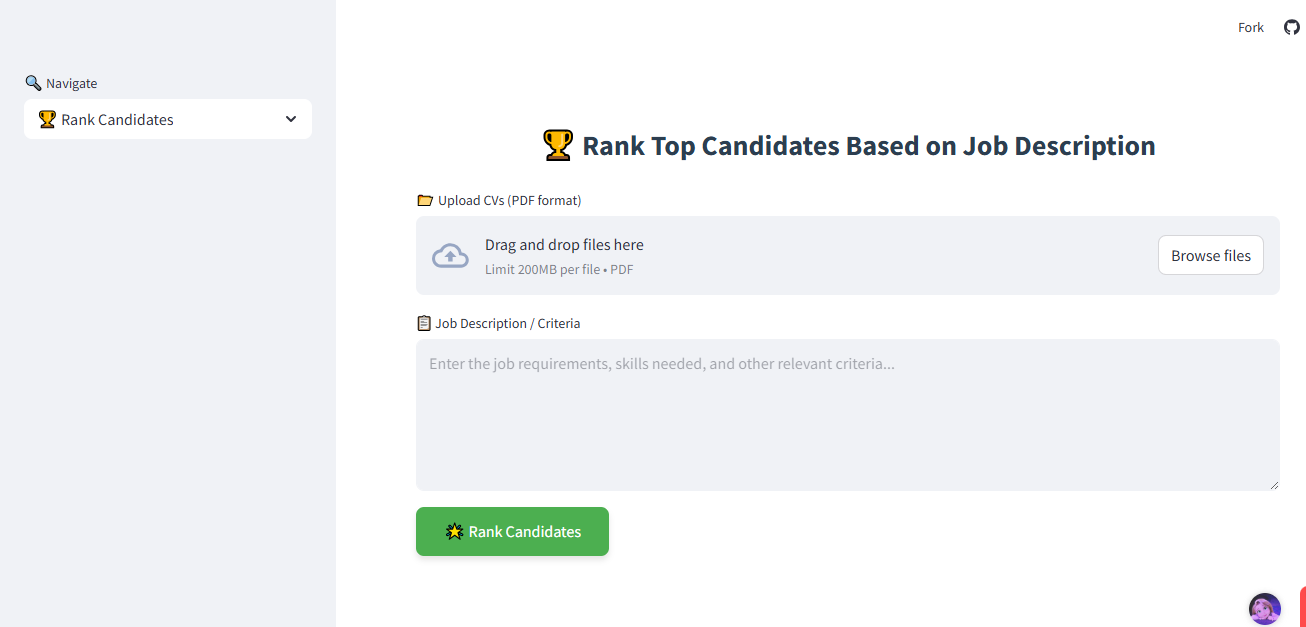 Fork
Navigate
Rank Candidates
Rank Top Candidates Based on Job Description
Upload CVs (PDF format)
Drag and drop files here
Limit 200MB per file • PDF
Browse files
Job Description / Criteria
Enter the job requirements, skills needed, and other relevant criteria...
Rank Candidates